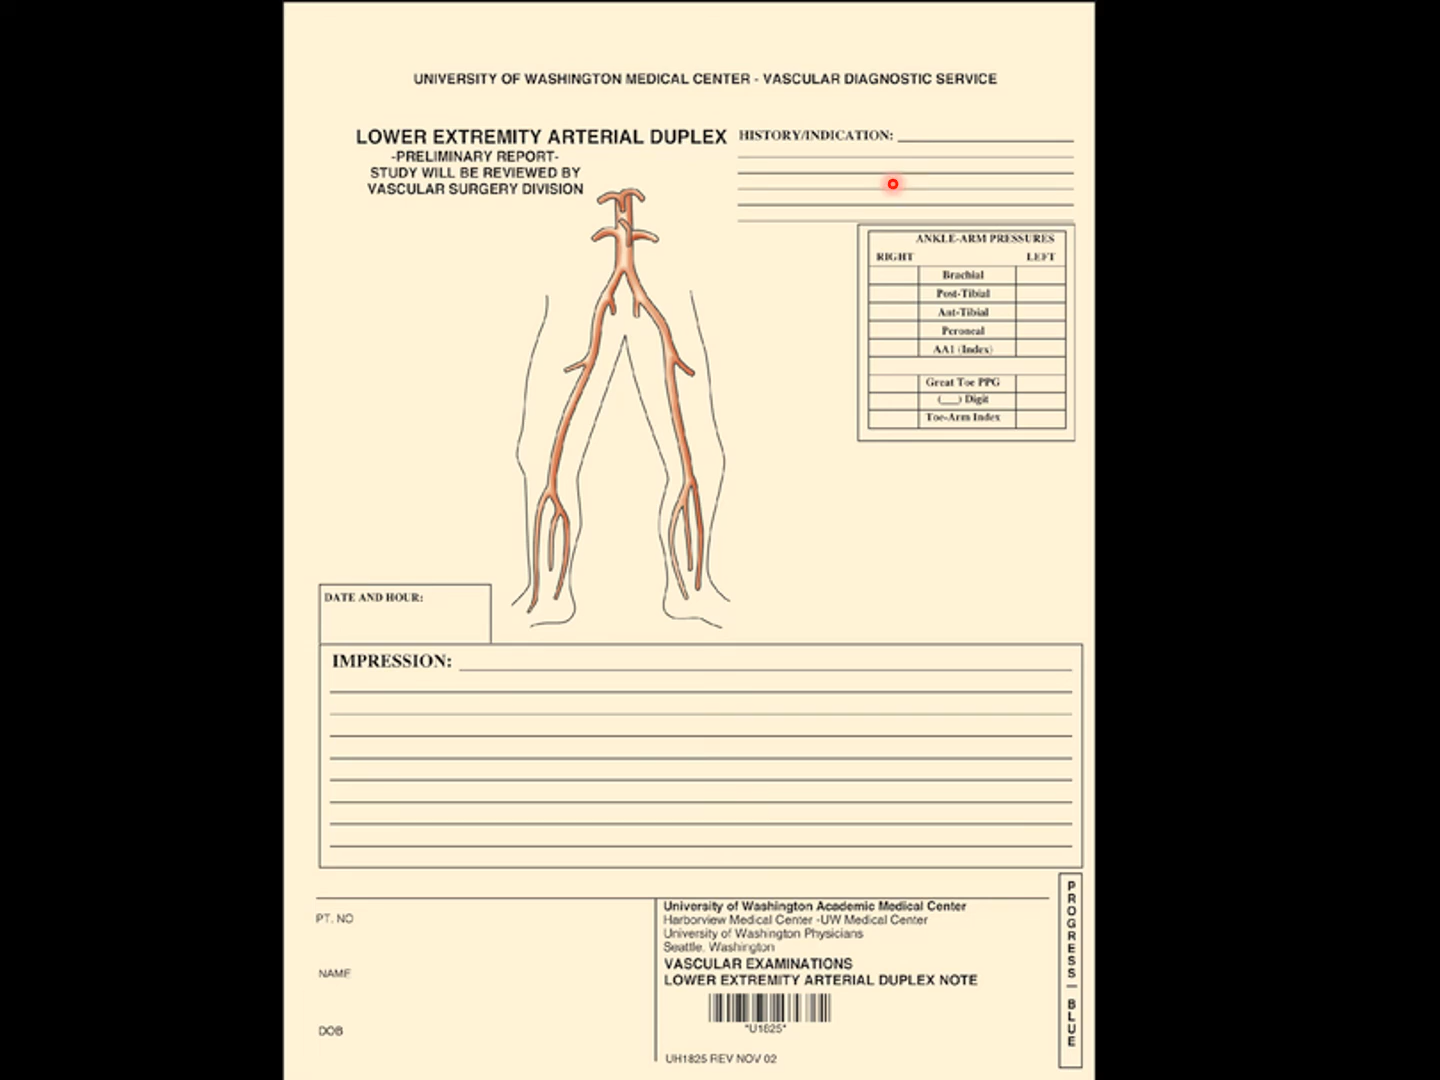 UNIVERSITY OF WASHINGTON MEDICAL CENTER - VASCULAR DIAGNOSTIC SERVICE
LOWER EXTREMITY ARTERIAL DUPLEX
-PRELIMINARY REPORT-
STUDY WILL BE REVIEWED BY
VASCULAR SURGERY DIVISION
HISTORY/INDICATION:
ANKLE-ARM PRESSURES
RIGHT LEFT
Brachial
Post-Tibial
Ant-Tibial
Peroneal
AA1 (Index)
Great Toe PPG
(___) Digit
Toe-Arm Index
DATE AND HOUR:
IMPRESSION:
PT. NO
NAME
DOB
University of Washington Academic Medical Center
Harborview Medical Center -UW Medical Center
University of Washington Physicians
Seattle, Washington
VASCULAR EXAMINATIONS
LOWER EXTREMITY ARTERIAL DUPLEX NOTE
*U1825*
UH1825 REV NOV 02
PROGRESS — BLUE